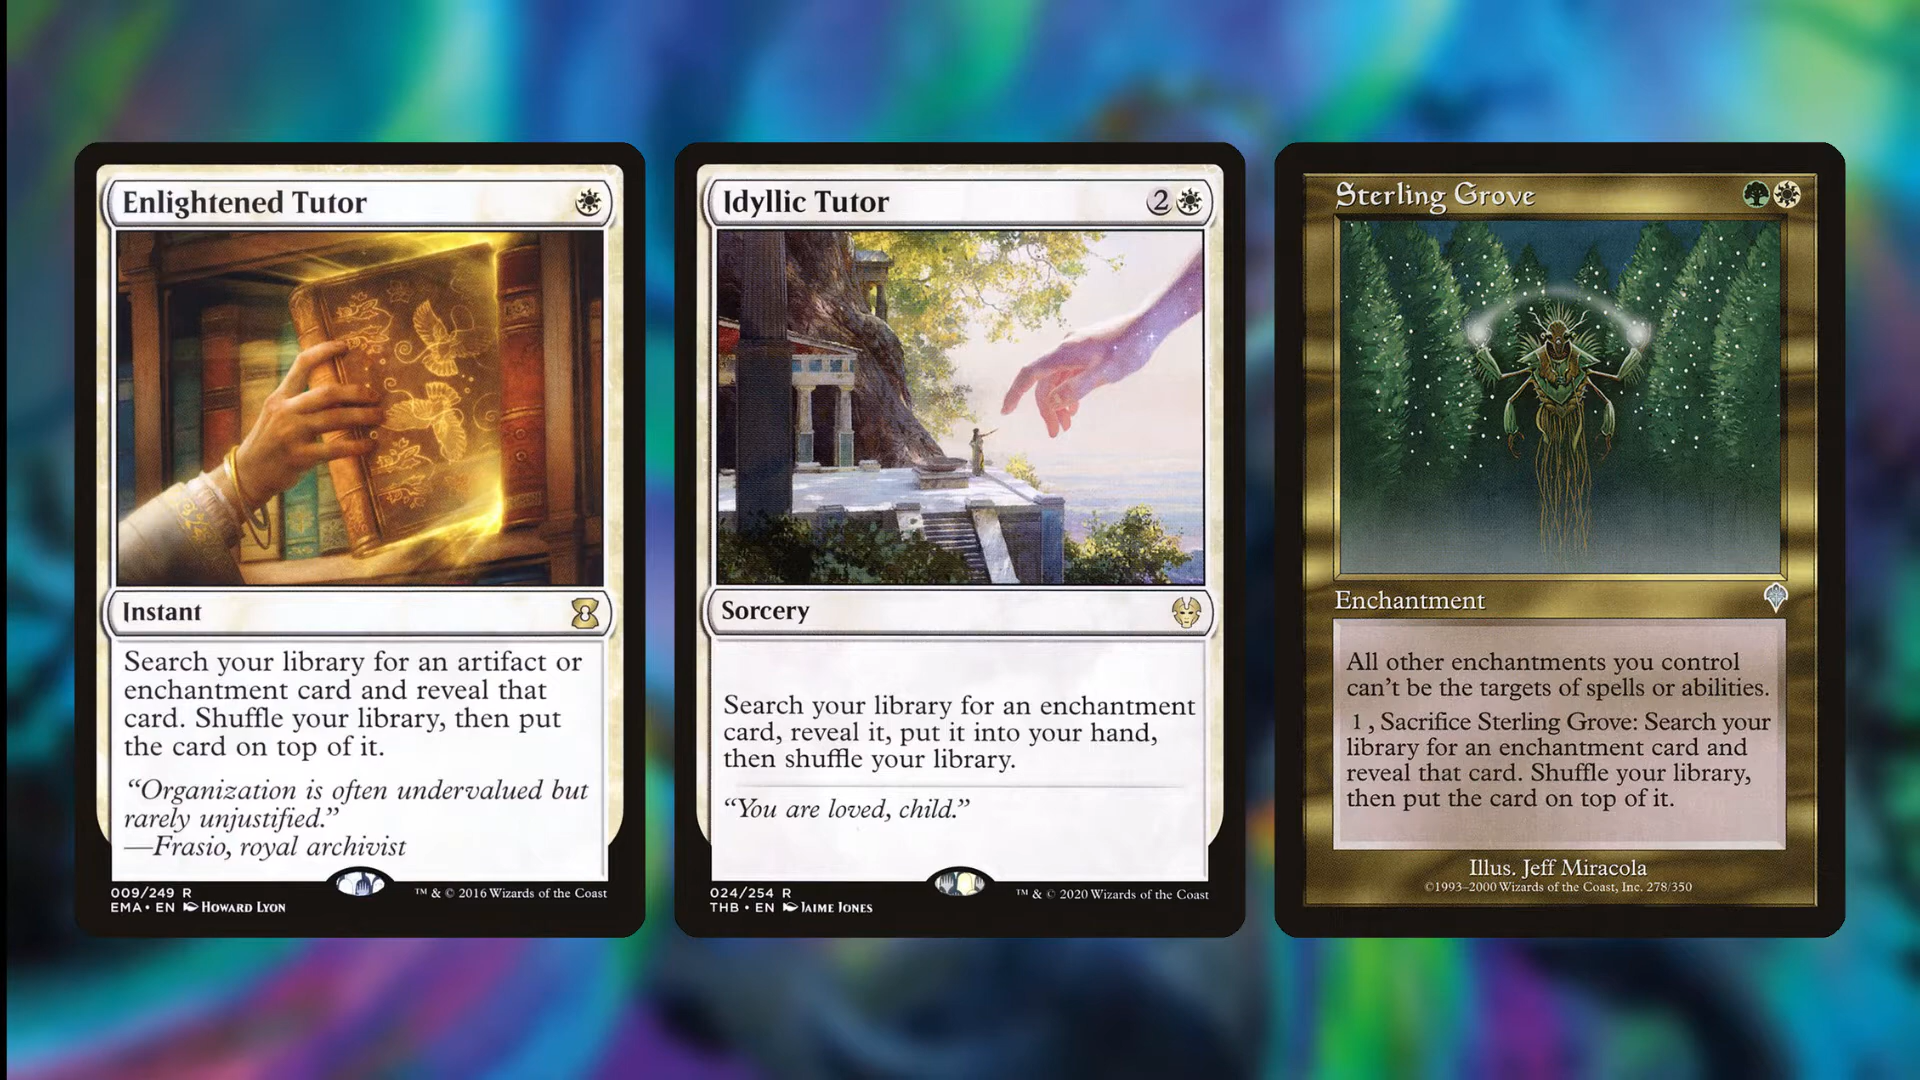 Enlightened Tutor
Instant
Search your library for an artifact or
enchantment card and reveal that
card. Shuffle your library, then put
the card on top of it.
“Organization is often undervalued but
rarely unjustified.”
—Frasio, royal archivist
009/249 R
™ & © 2016 Wizards of the Coast
EMA • EN Howard Lyon
Idyllic Tutor
2
Sorcery
Search your library for an enchantment
card, reveal it, put it into your hand,
then shuffle your library.
“You are loved, child.”
024/254 R
™ & © 2020 Wizards of the Coast
THB • EN Jaime Jones
Sterling Grove
Enchantment
All other enchantments you control
can't be the targets of spells or abilities.
1 , Sacrifice Sterling Grove: Search your
library for an enchantment card and
reveal that card. Shuffle your library,
then put the card on top of it.
Illus. Jeff Miracola
©1993–2000 Wizards of the Coast, Inc. 278/350